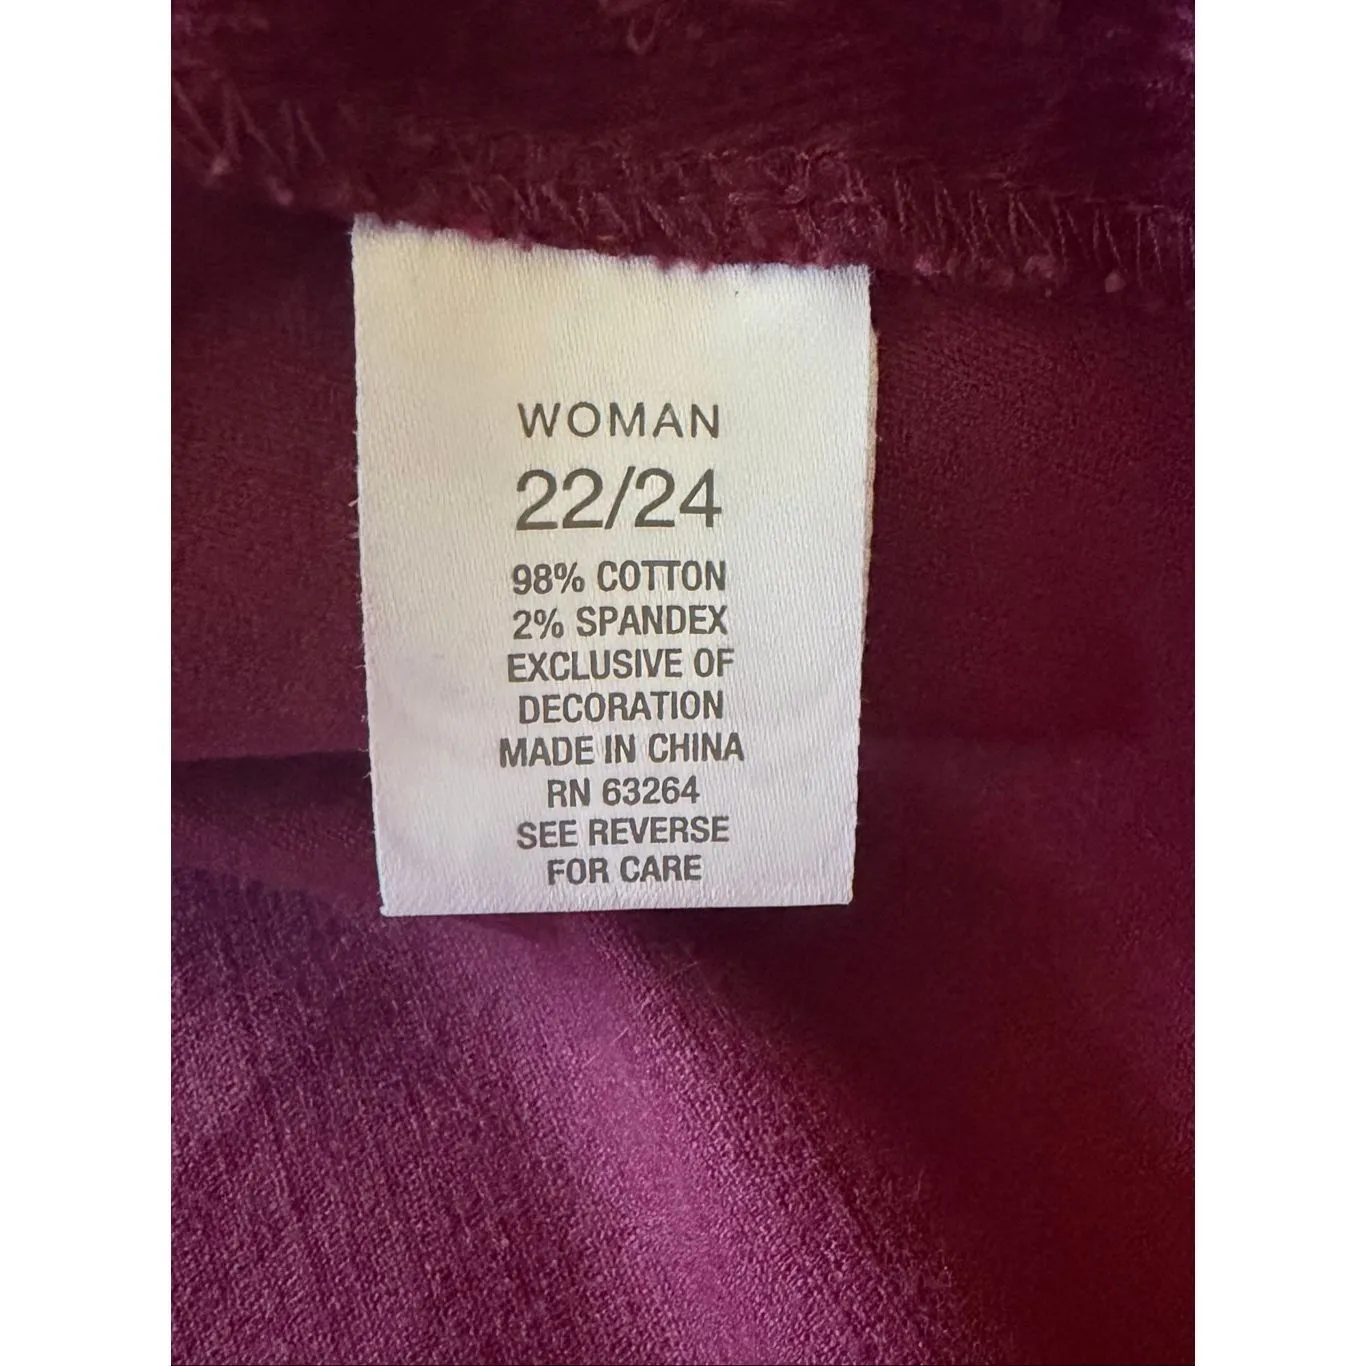 WOMAN
22/24
98% COTTON
2% SPANDEX
EXCLUSIVE OF
DECORATION
MADE IN CHINA
RN 63264
SEE REVERSE
FOR CARE